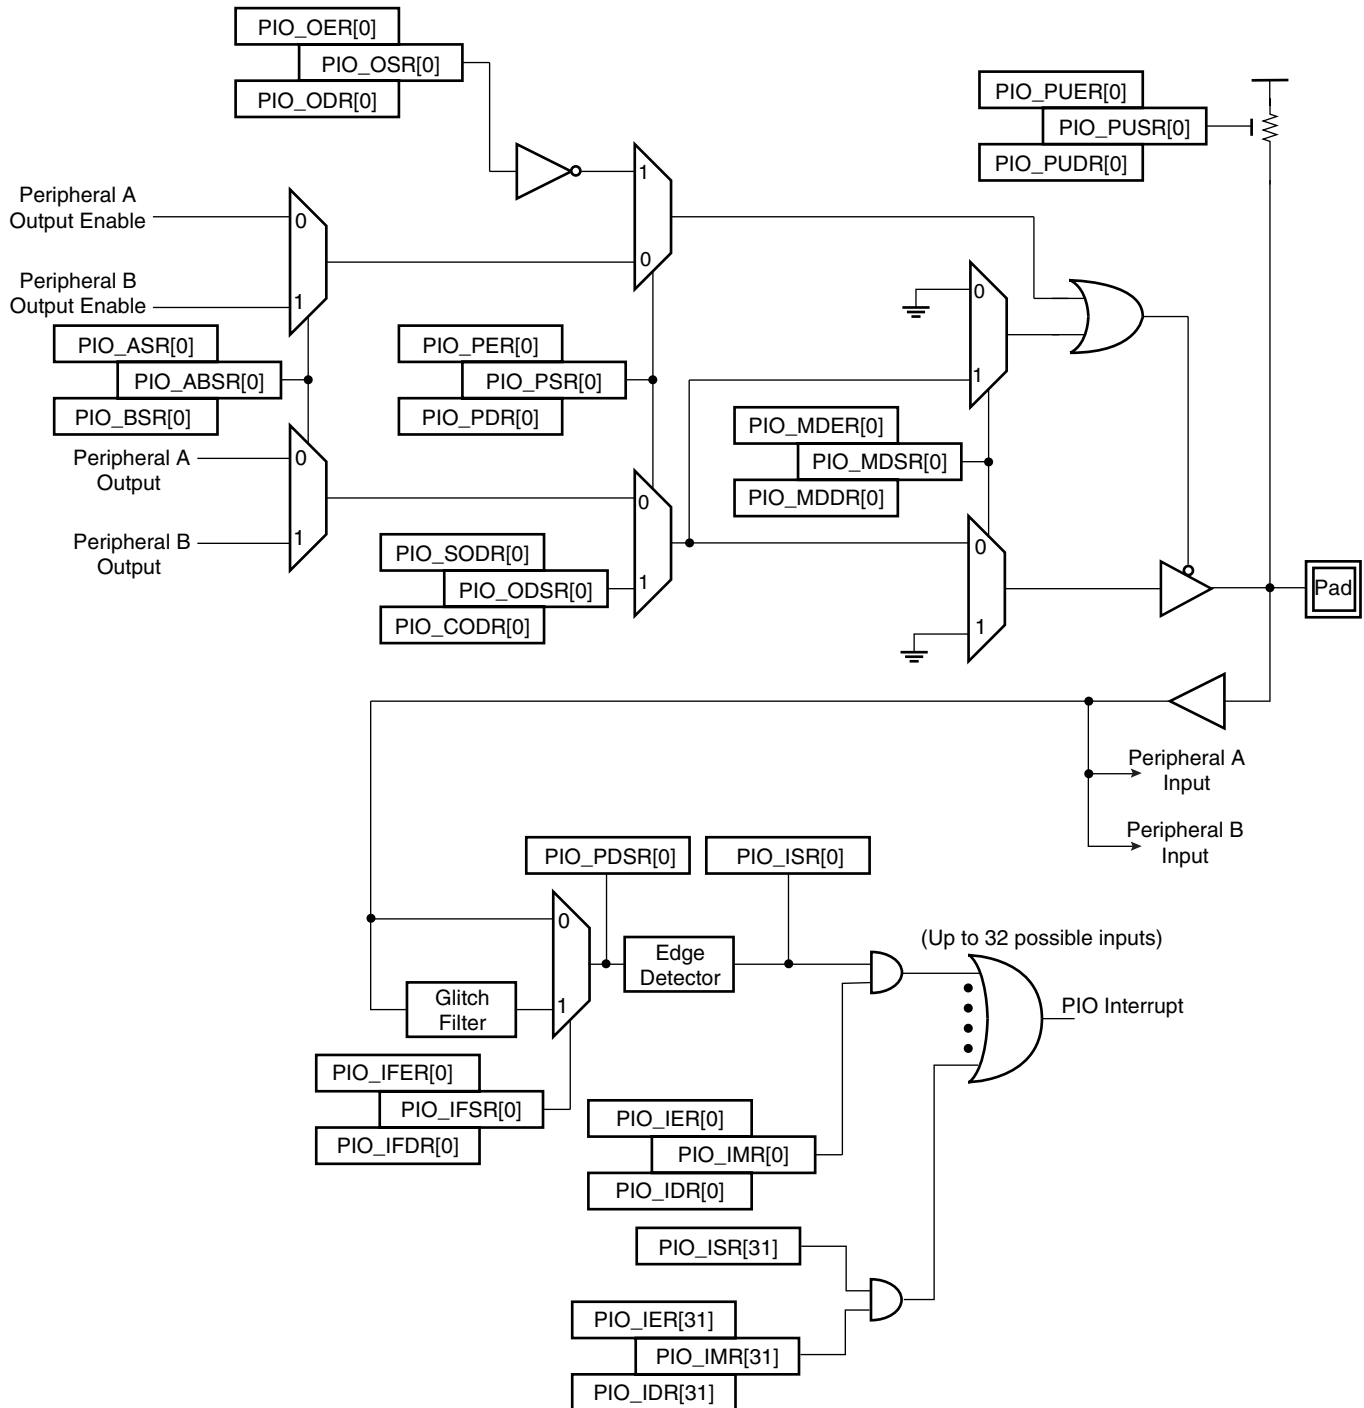 PIO_OER[0]
PIO_OSR[0]
PIO_ODR[0]
PIO_PUER[0]
PIO_PUSR[0]
PIO_PUDR[0]
1
0
Peripheral A
Output Enable
0
Peripheral B
Output Enable
1
0
1
PIO_ASR[0]
PIO_ABSR[0]
PIO_BSR[0]
PIO_PER[0]
PIO_PSR[0]
PIO_PDR[0]
PIO_MDER[0]
PIO_MDSR[0]
PIO_MDDR[0]
Peripheral A
Output
0
Peripheral B
Output
1
0
1
PIO_SODR[0]
PIO_ODSR[0]
PIO_CODR[0]
0
1
Pad
Peripheral A
Input
Peripheral B
Input
PIO_PDSR[0]
PIO_ISR[0]
0
1
Glitch
Filter
Edge
Detector
(Up to 32 possible inputs)
PIO Interrupt
PIO_IFER[0]
PIO_IFSR[0]
PIO_IFDR[0]
PIO_IER[0]
PIO_IMR[0]
PIO_IDR[0]
PIO_ISR[31]
PIO_IER[31]
PIO_IMR[31]
PIO_IDR[31]